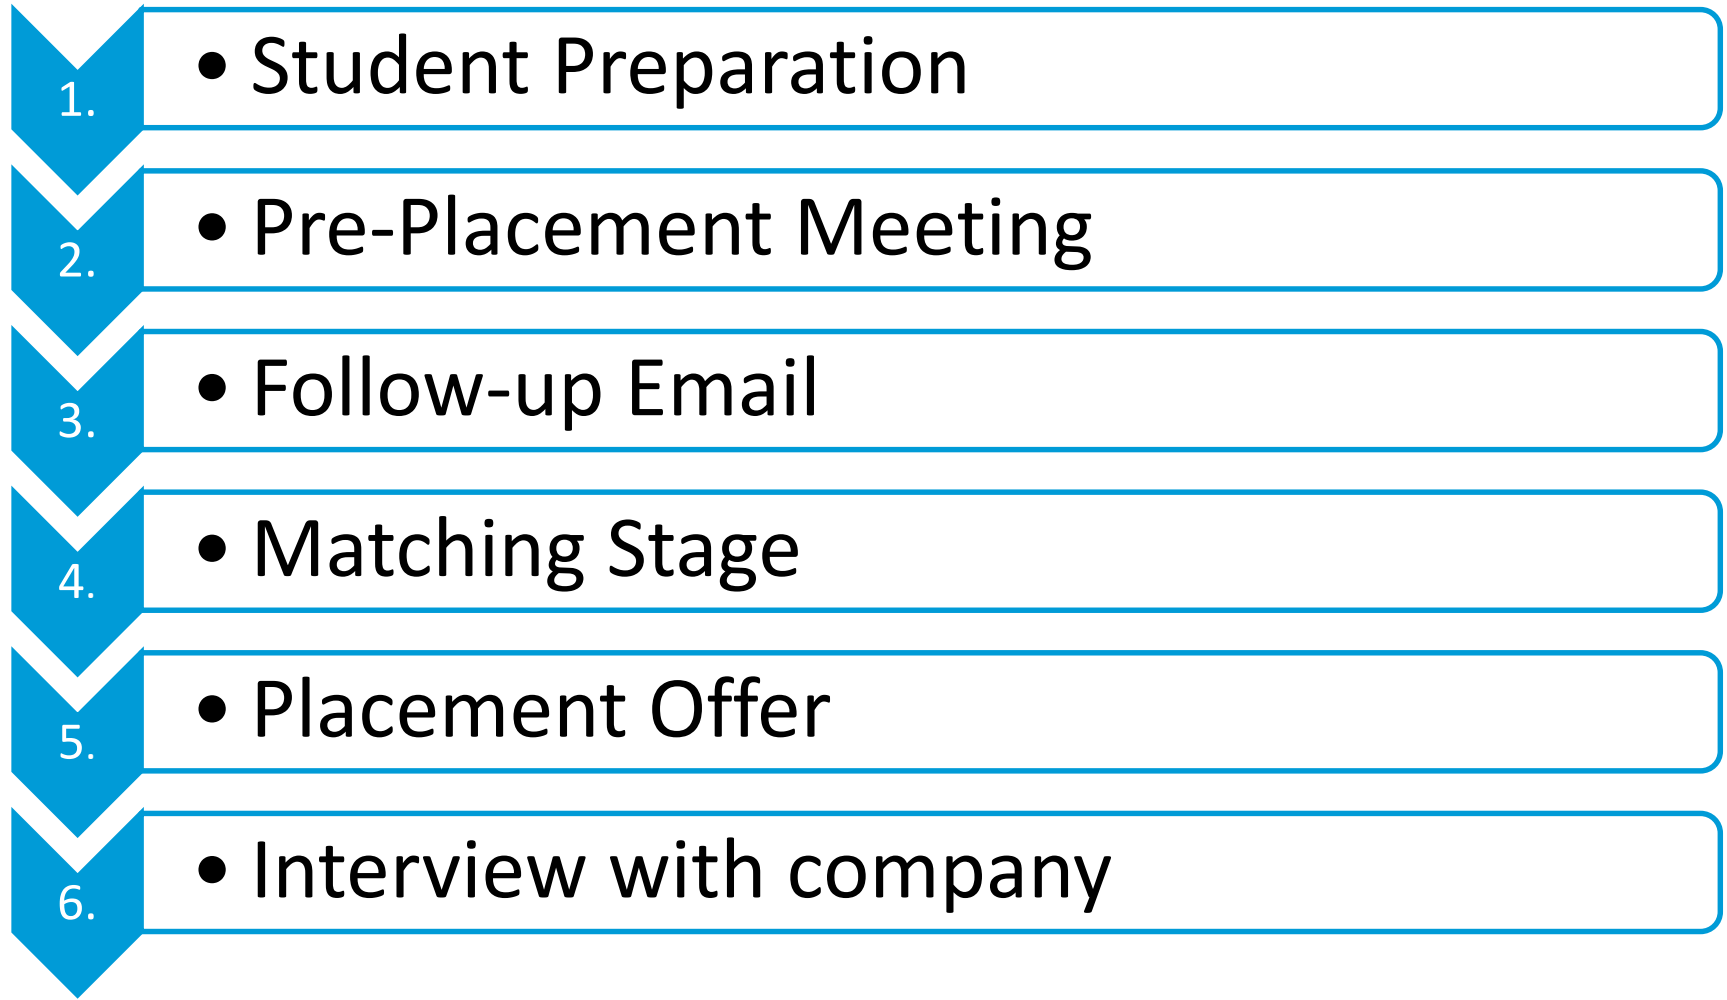 1.
• Student Preparation
2.
• Pre-Placement Meeting
3.
• Follow-up Email
4.
• Matching Stage
5.
• Placement Offer
6.
• Interview with company